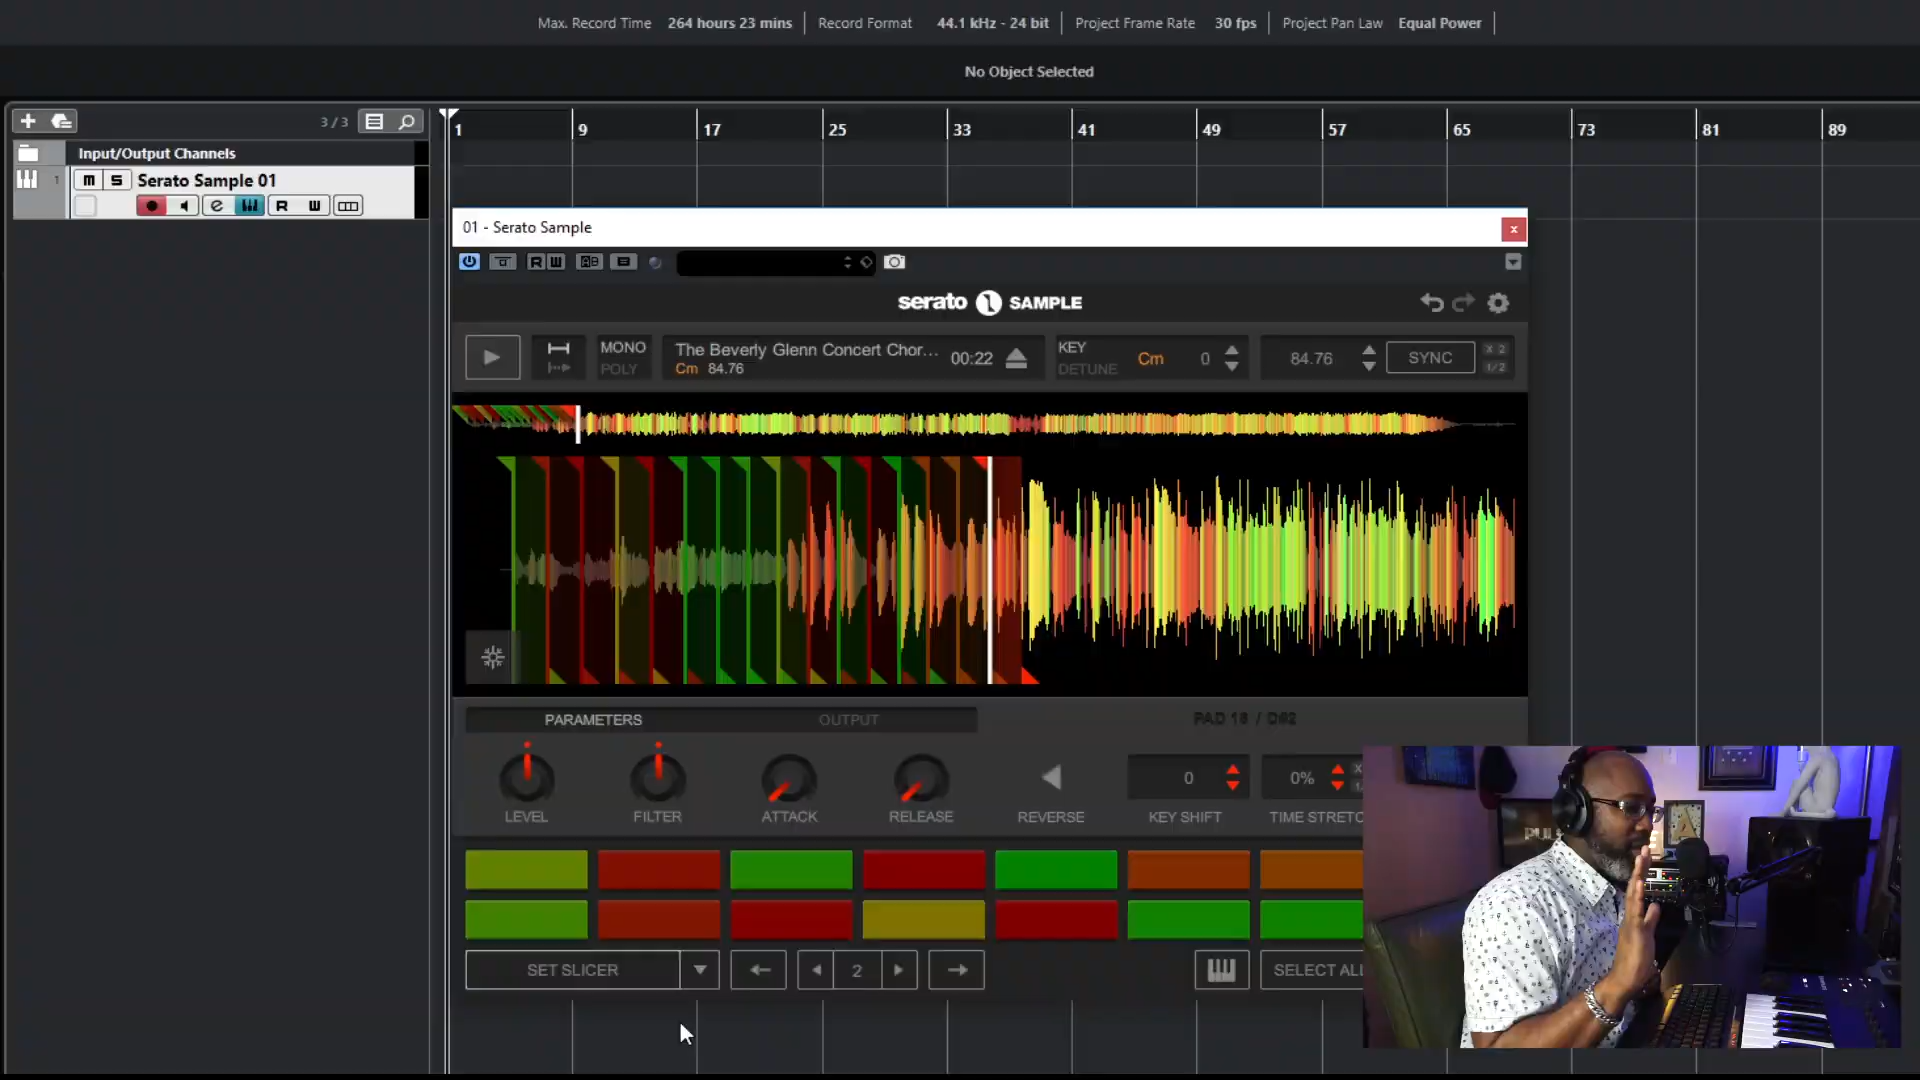 Max. Record Time 264 hours 23 mins Record Format 44.1 kHz - 24 bit Project Frame Rate 30 fps Project Pan Law Equal Power
No Object Selected
3 / 3
1 9 17 25 33 41 49 57 65 73 81 89
Input/Output Channels
1 M S Serato Sample 01
e R W
01 - Serato Sample x
R W
serato SAMPLE
MONO
POLY
The Beverly Glenn Concert Chor... 00:22
Cm 84.76
KEY
DETUNE
Cm 0 84.76 SYNC
X 2
1/2
PARAMETERS OUTPUT PAD 16 / D#2
0 0%
LEVEL FILTER ATTACK RELEASE REVERSE KEY SHIFT TIME STRETC
SET SLICER 2 SELECT ALL